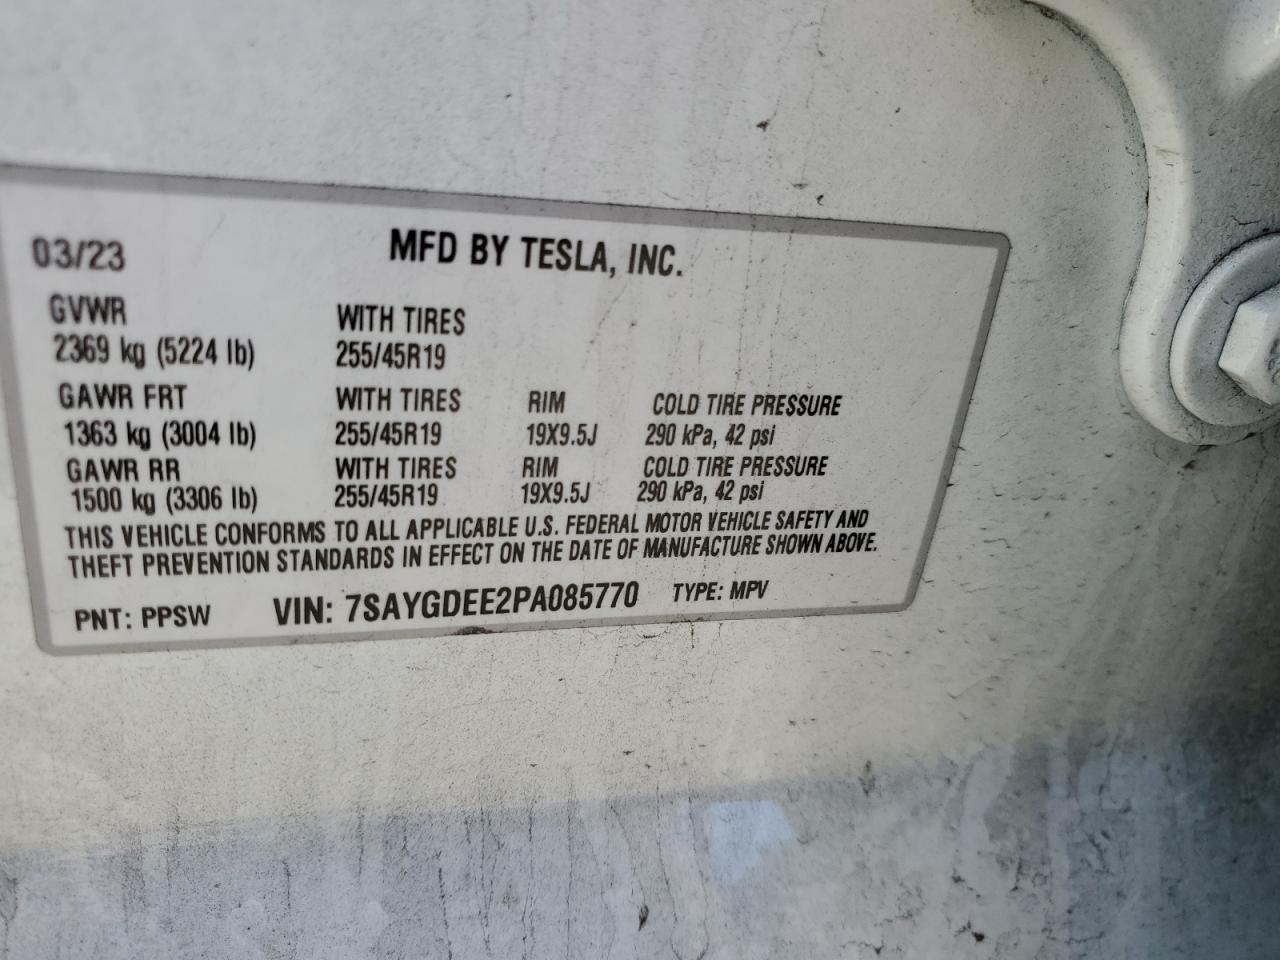 03/23 MFD BY TESLA, INC.
GVWR WITH TIRES
2369 kg (5224 lb) 255/45R19
GAWR FRT WITH TIRES RIM COLD TIRE PRESSURE
1363 kg (3004 lb) 255/45R19 19X9.5J 290 kPa, 42 psi
GAWR RR WITH TIRES RIM COLD TIRE PRESSURE
1500 kg (3306 lb) 255/45R19 19X9.5J 290 kPa, 42 psi
THIS VEHICLE CONFORMS TO ALL APPLICABLE U.S. FEDERAL MOTOR VEHICLE SAFETY AND
THEFT PREVENTION STANDARDS IN EFFECT ON THE DATE OF MANUFACTURE SHOWN ABOVE.
PNT: PPSW VIN: 7SAYGDEE2PA085770 TYPE: MPV